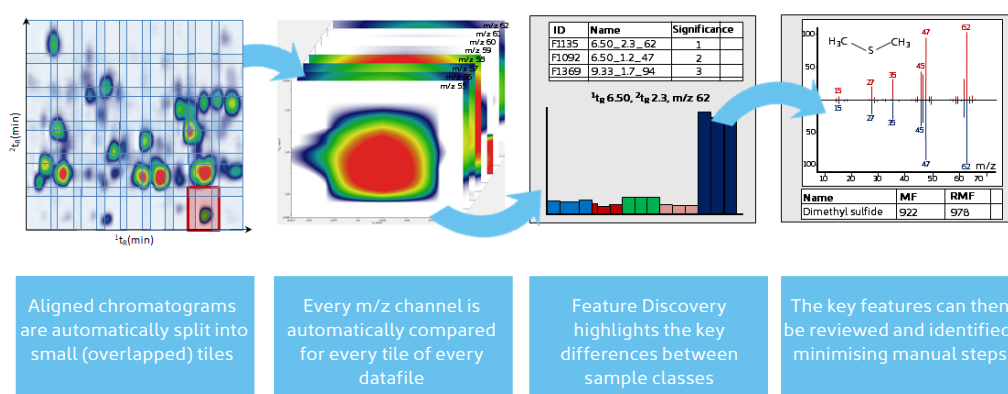 ²tR(min)
¹tR(min)
m/z 62
m/z 61
m/z 60
m/z 59
m/z 58
m/z 57
m/z 56
m/z 55
ID Name Significance
F1135 6.50_2.3_62 1
F1092 6.50_1.2_47 2
F1369 9.33_1.7_94 3
¹tR 6.50, ²tR 2.3, m/z 62
100
50
50
100
H₃C S CH₃
15 27 35 45 47 62
15 27 35 45 47 62
m/z
10 20 30 40 50 60 70
Name MF RMF
Dimethyl sulfide 922 978
Aligned chromatograms
are automatically split into
small (overlapped) tiles
Every m/z channel is
automatically compared
for every tile of every
datafile
Feature Discovery
highlights the key
differences between
sample classes
The key features can then
be reviewed and identified
minimising manual steps